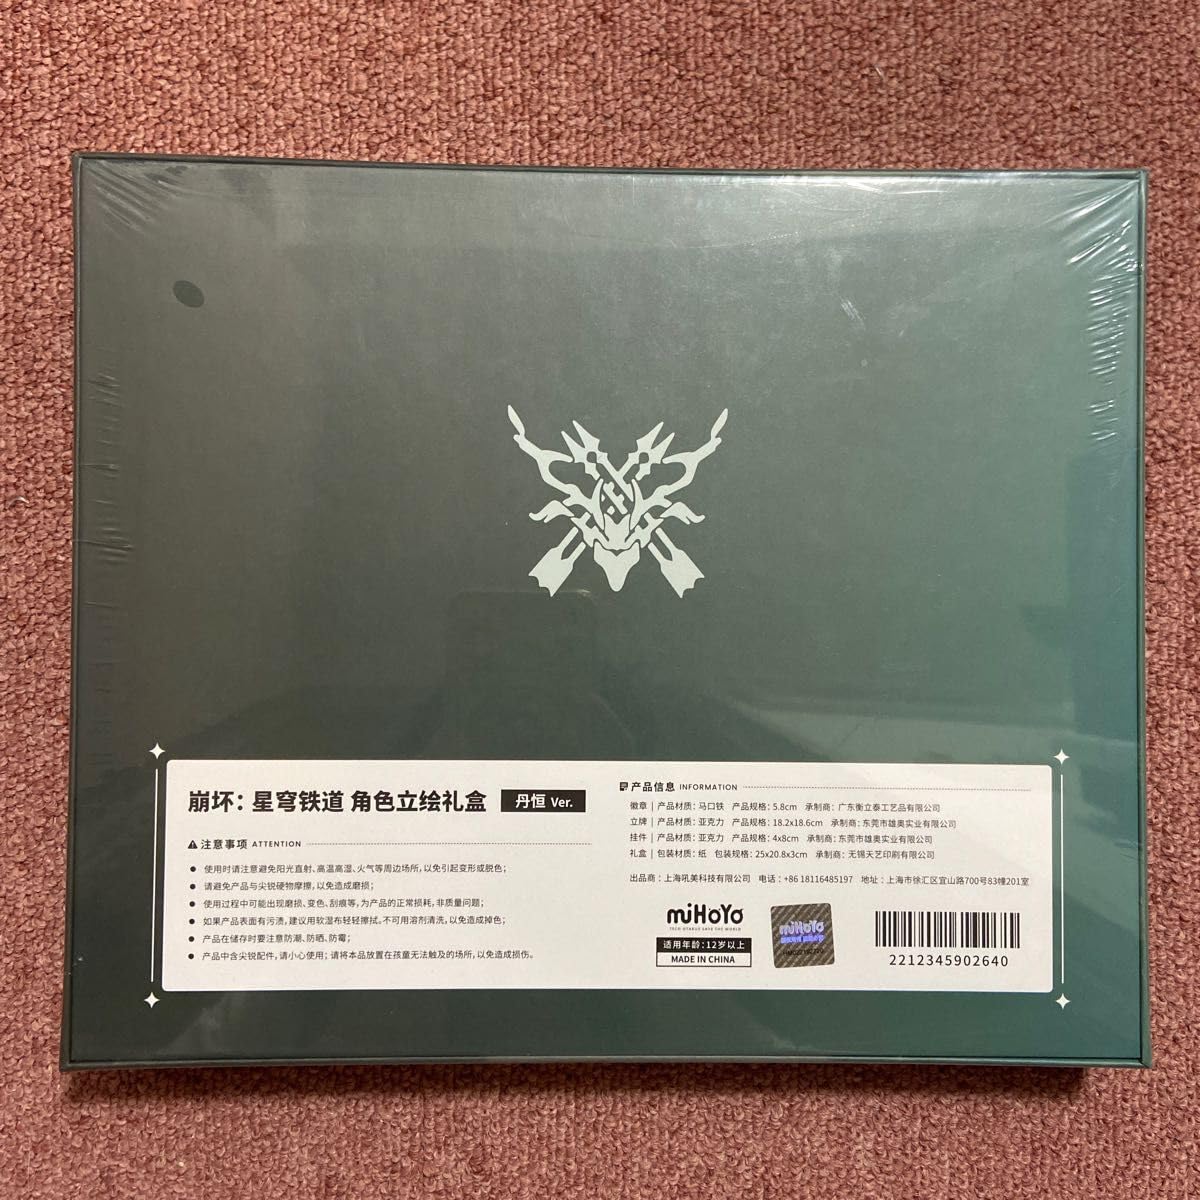 崩坏：星穹铁道 角色立绘礼盒 丹恒 Ver.
注意事项 ATTENTION
● 使用时请注意避免阳光直射、高温高湿、火气等周边场所，以免引起变形或脱色；
● 请避免产品与尖锐硬物摩擦，以免造成磨损；
● 使用过程中可能出现磨损、变色、刮痕等，为产品的正常损耗，非质量问题；
● 如果产品表面有污渍，建议用软湿布轻轻擦拭。不可用溶剂清洗，以免造成掉色；
● 产品在储存时要注意防潮、防晒、防霉；
● 产品中含尖锐配件，请小心使用；请将本品放置在孩童无法触及的场所，以免造成损伤。
产品信息 INFORMATION
徽章 | 产品材质：马口铁 产品规格：5.8cm 承制商：广东衡立泰工艺品有限公司
立牌 | 产品材质：亚克力 产品规格：18.2x18.6cm 承制商：东莞市雄奥实业有限公司
挂件 | 产品材质：亚克力 产品规格：4x8cm 承制商：东莞市雄奥实业有限公司
礼盒 | 包装材质：纸 包装规格：25x20.8x3cm 承制商：无锡天艺印刷有限公司
出品商：上海吼美科技有限公司 电话：+86 18116485197 地址：上海市徐汇区宜山路700号83幢201室
miHoYo
TECH OTAKUS SAVE THE WORLD
适用年龄：12岁以上
MADE IN CHINA
miHoYo
2212345902640